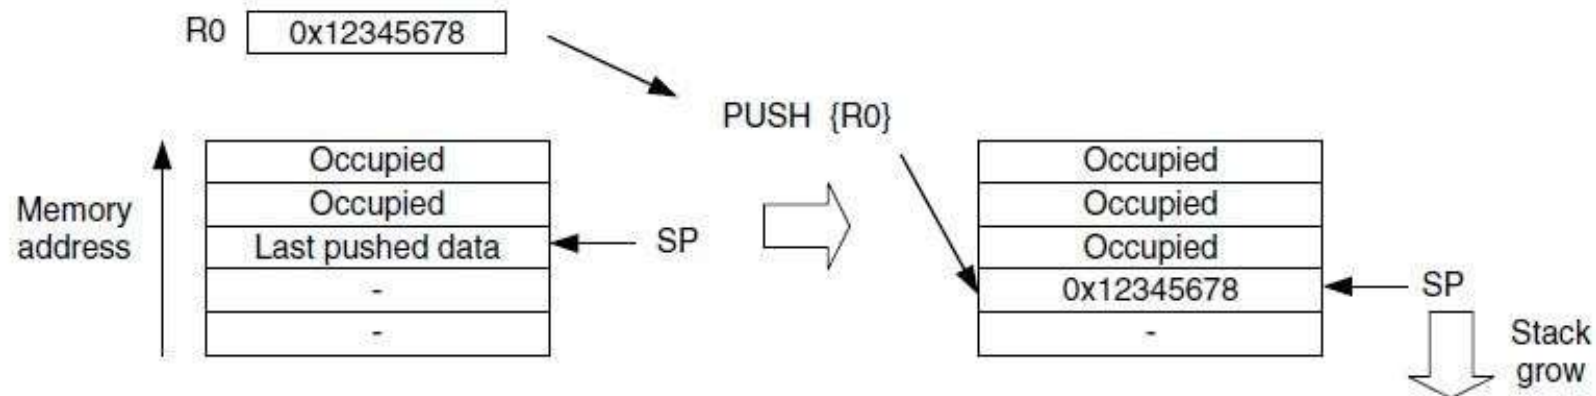 R0
0x12345678
PUSH {R0}
Memory
address
Occupied
Occupied
Last pushed data
-
-
SP
Occupied
Occupied
Occupied
0x12345678
-
SP
Stack
grow